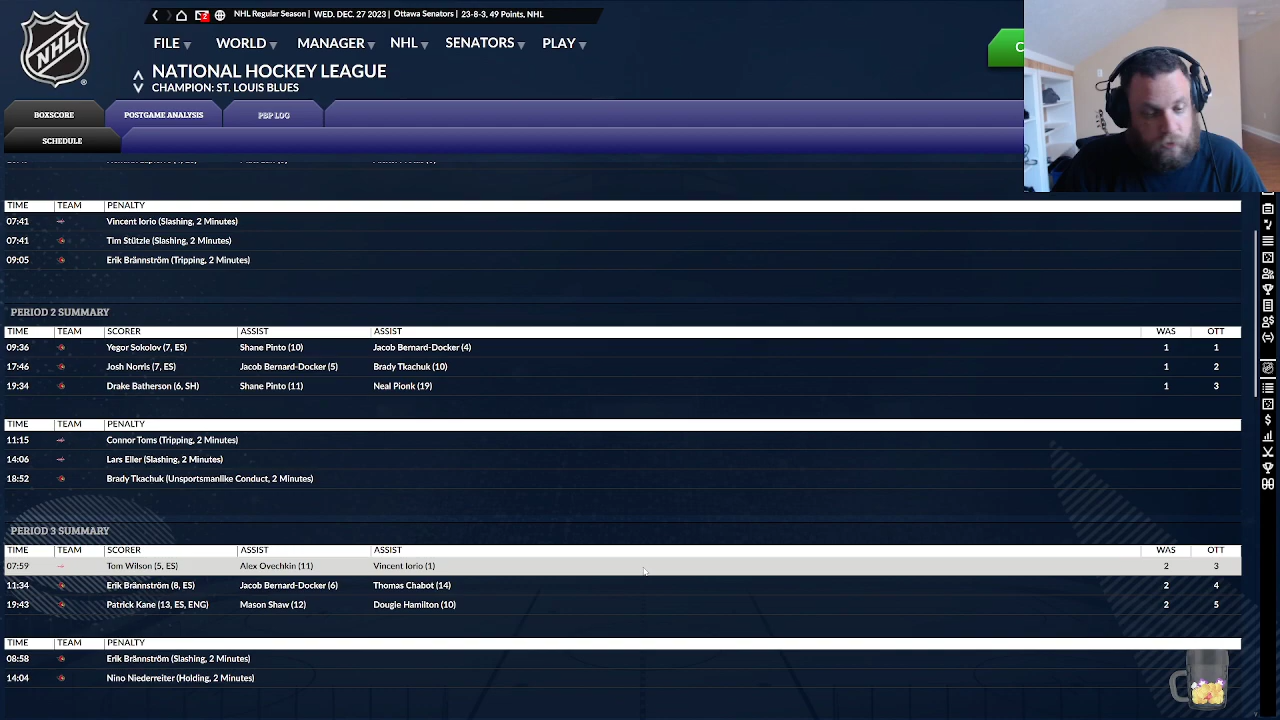 NHL Regular Season | WED. DEC. 27 2023 | Ottawa Senators | 23-8-3, 49 Points, NHL
NHL
2
FILE WORLD MANAGER NHL SENATORS PLAY
NATIONAL HOCKEY LEAGUE
CHAMPION: ST. LOUIS BLUES
BOXSCORE POSTGAME ANALYSIS PBP LOG
SCHEDULE
TIME TEAM PENALTY
07:41 Vincent Iorio (Slashing, 2 Minutes)
07:41 Tim Stützle (Slashing, 2 Minutes)
09:05 Erik Brännström (Tripping, 2 Minutes)
PERIOD 2 SUMMARY
TIME TEAM SCORER ASSIST ASSIST WAS OTT
09:36 Yegor Sokolov (7, ES) Shane Pinto (10) Jacob Bernard-Docker (4) 1 1
17:46 Josh Norris (7, ES) Jacob Bernard-Docker (5) Brady Tkachuk (10) 1 2
19:34 Drake Batherson (6, SH) Shane Pinto (11) Neal Pionk (19) 1 3
TIME TEAM PENALTY
11:15 Connor Toms (Tripping, 2 Minutes)
14:06 Lars Eller (Slashing, 2 Minutes)
18:52 Brady Tkachuk (Unsportsmanlike Conduct, 2 Minutes)
PERIOD 3 SUMMARY
TIME TEAM SCORER ASSIST ASSIST WAS OTT
07:59 Tom Wilson (5, ES) Alex Ovechkin (11) Vincent Iorio (1) 2 3
11:34 Erik Brännström (8, ES) Jacob Bernard-Docker (6) Thomas Chabot (14) 2 4
19:43 Patrick Kane (13, ES, ENG) Mason Shaw (12) Dougie Hamilton (10) 2 5
TIME TEAM PENALTY
08:58 Erik Brännström (Slashing, 2 Minutes)
14:04 Nino Niederreiter (Holding, 2 Minutes)